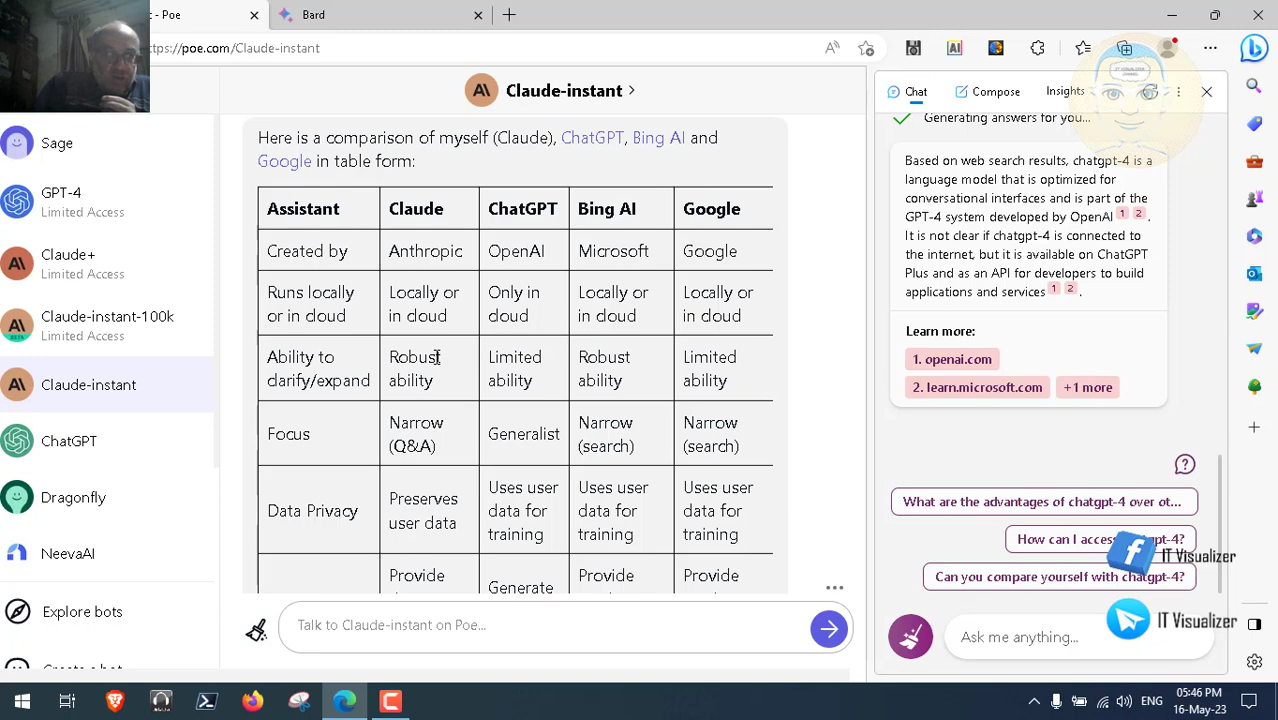 - Poe
Bard
ttps://poe.com/Claude-instant
Sage
GPT-4
Limited Access
Claude+
Limited Access
Claude-instant-100k
BETA
Claude-instant
ChatGPT
Dragonfly
NeevaAI
Explore bots
Claude-instant
Here is a comparison of myself (Claude), ChatGPT, Bing AI and
Google in table form:
Assistant Claude ChatGPT Bing AI Google
Created by Anthropic OpenAI Microsoft Google
Runs locally or in cloud Locally or in cloud Only in cloud Locally or in cloud Locally or in cloud
Ability to clarify/expand Robust ability Limited ability Robust ability Limited ability
Focus Narrow (Q&A) Generalist Narrow (search) Narrow (search)
Data Privacy Preserves user data Uses user data for training Uses user data for training Uses user data for training
Provide Generate Provide Provide
Talk to Claude-instant on Poe...
Chat Compose Insights
IT VISUALIZER
CHANNEL
Generating answers for you...
Based on web search results, chatgpt-4 is a
language model that is optimized for
conversational interfaces and is part of the
GPT-4 system developed by OpenAI 1 2 .
It is not clear if chatgpt-4 is connected to
the internet, but it is available on ChatGPT
Plus and as an API for developers to build
applications and services 1 2 .
Learn more:
1. openai.com
2. learn.microsoft.com +1 more
What are the advantages of chatgpt-4 over ot...
How can I access
gpt-4?
Can you compare yourself with chatgpt-4?
IT Visualizer
IT Visualizer
Ask me anything...
ENG
05:46 PM
16-May-23